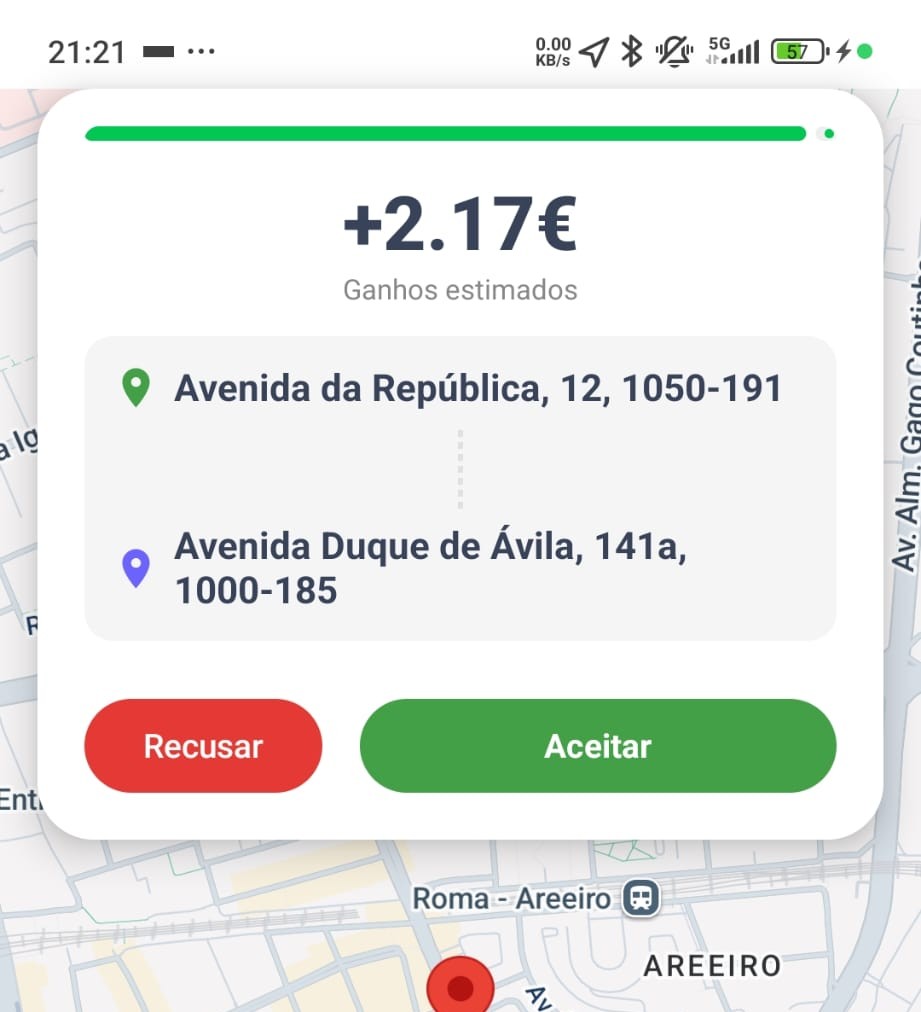 21:21
0.00
KB/s
5G
57
+2.17€
Ganhos estimados
Avenida da República, 12, 1050-191
Avenida Duque de Ávila, 141a,
1000-185
Recusar
Aceitar
Av. Alm. Gago Coutinho
a Ig
R
Ent
Roma - Areeiro
AREEIRO
Av